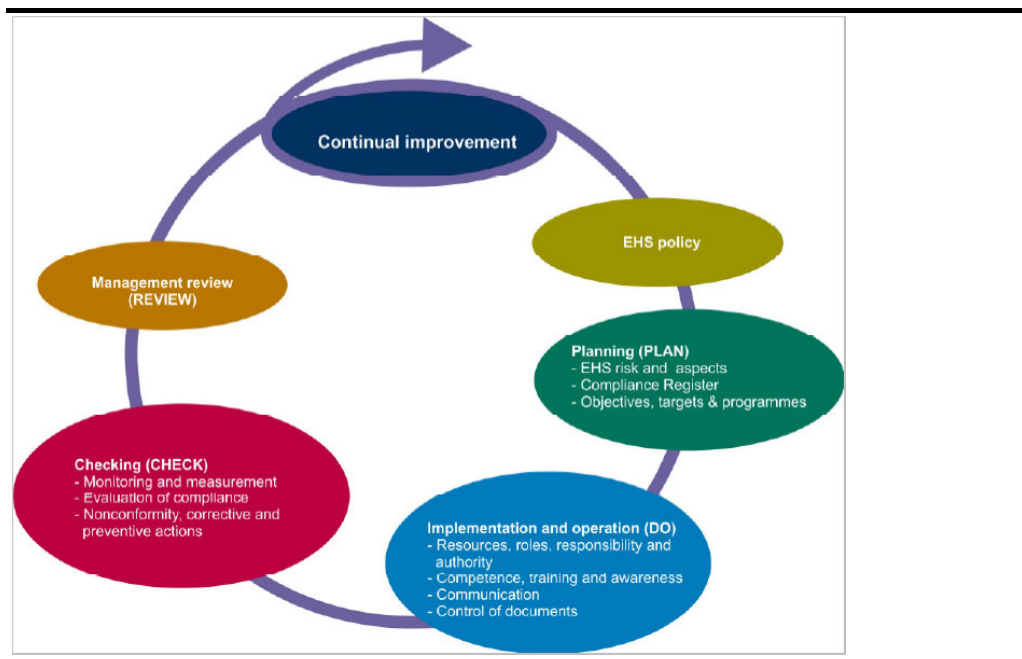 Continual improvement
EHS policy
Planning (PLAN)
- EHS risk and aspects
- Compliance Register
- Objectives, targets & programmes
Implementation and operation (DO)
- Resources, roles, responsibility and
authority
- Competence, training and awareness
- Communication
- Control of documents
Checking (CHECK)
- Monitoring and measurement
- Evaluation of compliance
- Nonconformity, corrective and
preventive actions
Management review
(REVIEW)